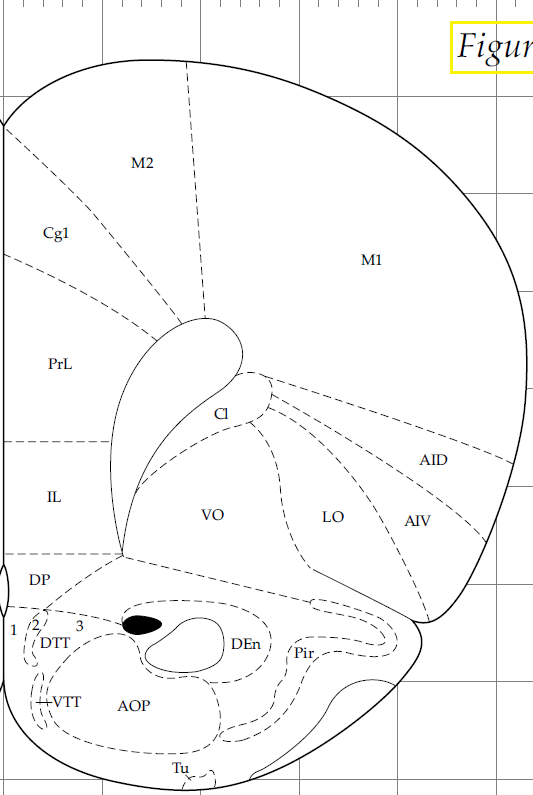 Figur
M2
Cg1
M1
PrL
Cl
AID
IL
VO
LO
AIV
DP
1 2 3
DTT
DEn
Pir
VTT
AOP
Tu